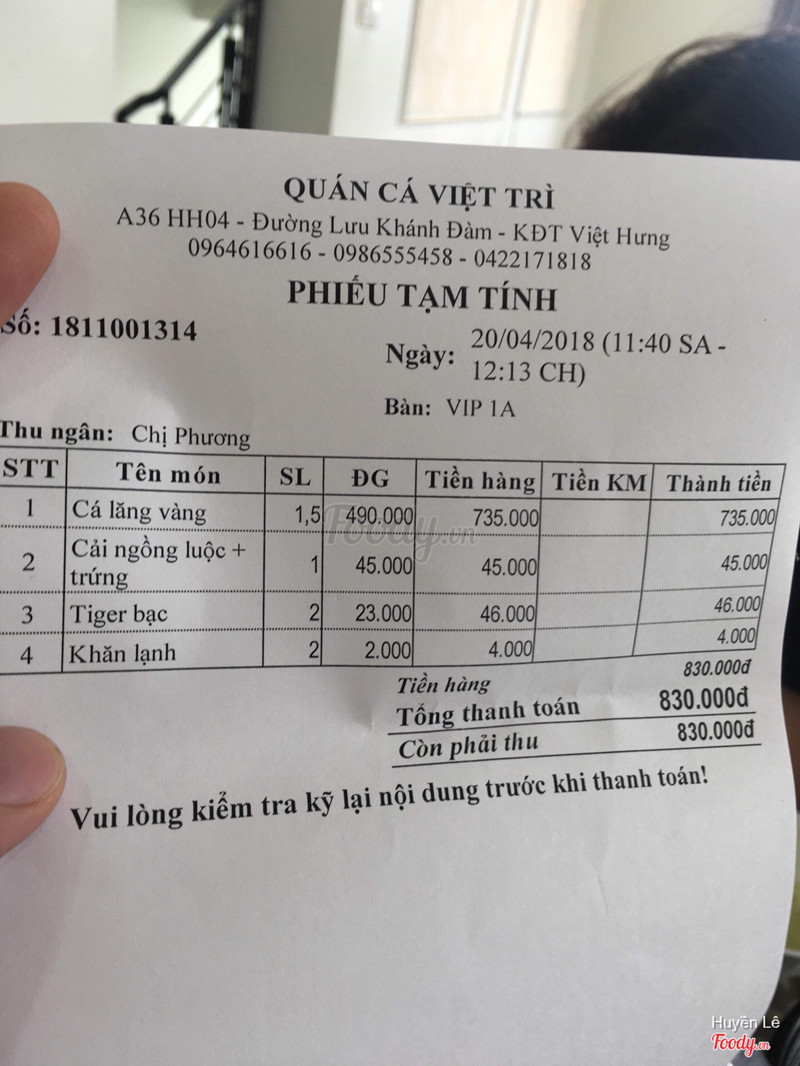 QUÁN CÁ VIỆT TRÌ
A36 HH04 - Đường Lưu Khánh Đàm - KĐT Việt Hưng
0964616616 - 0986555458 - 0422171818
PHIẾU TẠM TÍNH
Số: 1811001314
Ngày: 20/04/2018 (11:40 SA - 12:13 CH)
Bàn: VIP 1A
Thu ngân: Chị Phương
STT Tên món SL ĐG Tiền hàng Tiền KM Thành tiền
1 Cá lăng vàng 1,5 490.000 735.000 735.000
2 Cải ngồng luộc + trứng 1 45.000 45.000 45.000
3 Tiger bạc 2 23.000 46.000 46.000
4 Khăn lạnh 2 2.000 4.000 4.000
Tiền hàng 830.000đ
Tổng thanh toán 830.000đ
Còn phải thu 830.000đ
Vui lòng kiểm tra kỹ lại nội dung trước khi thanh toán!
Foody.vn
Huyền Lê
Foody.vn